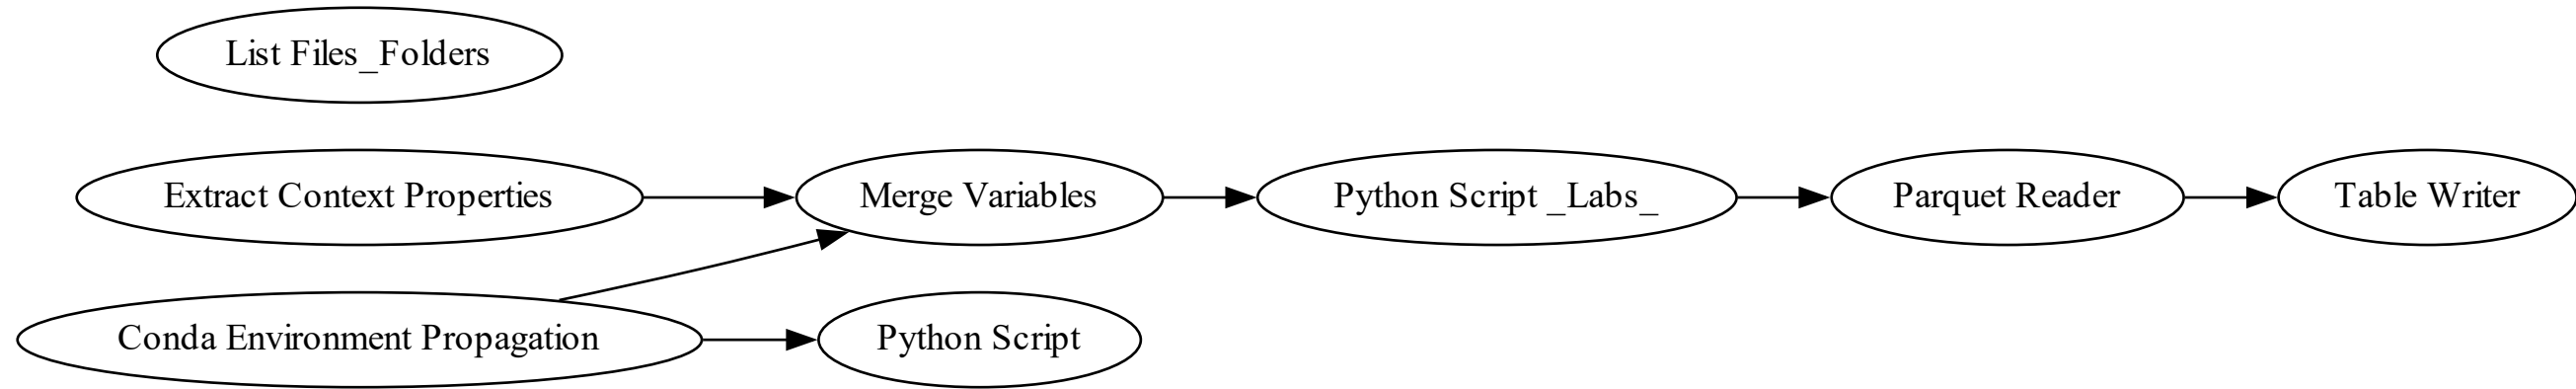 List Files_Folders
Extract Context Properties
Merge Variables
Python Script _Labs_
Parquet Reader
Table Writer
Conda Environment Propagation
Python Script